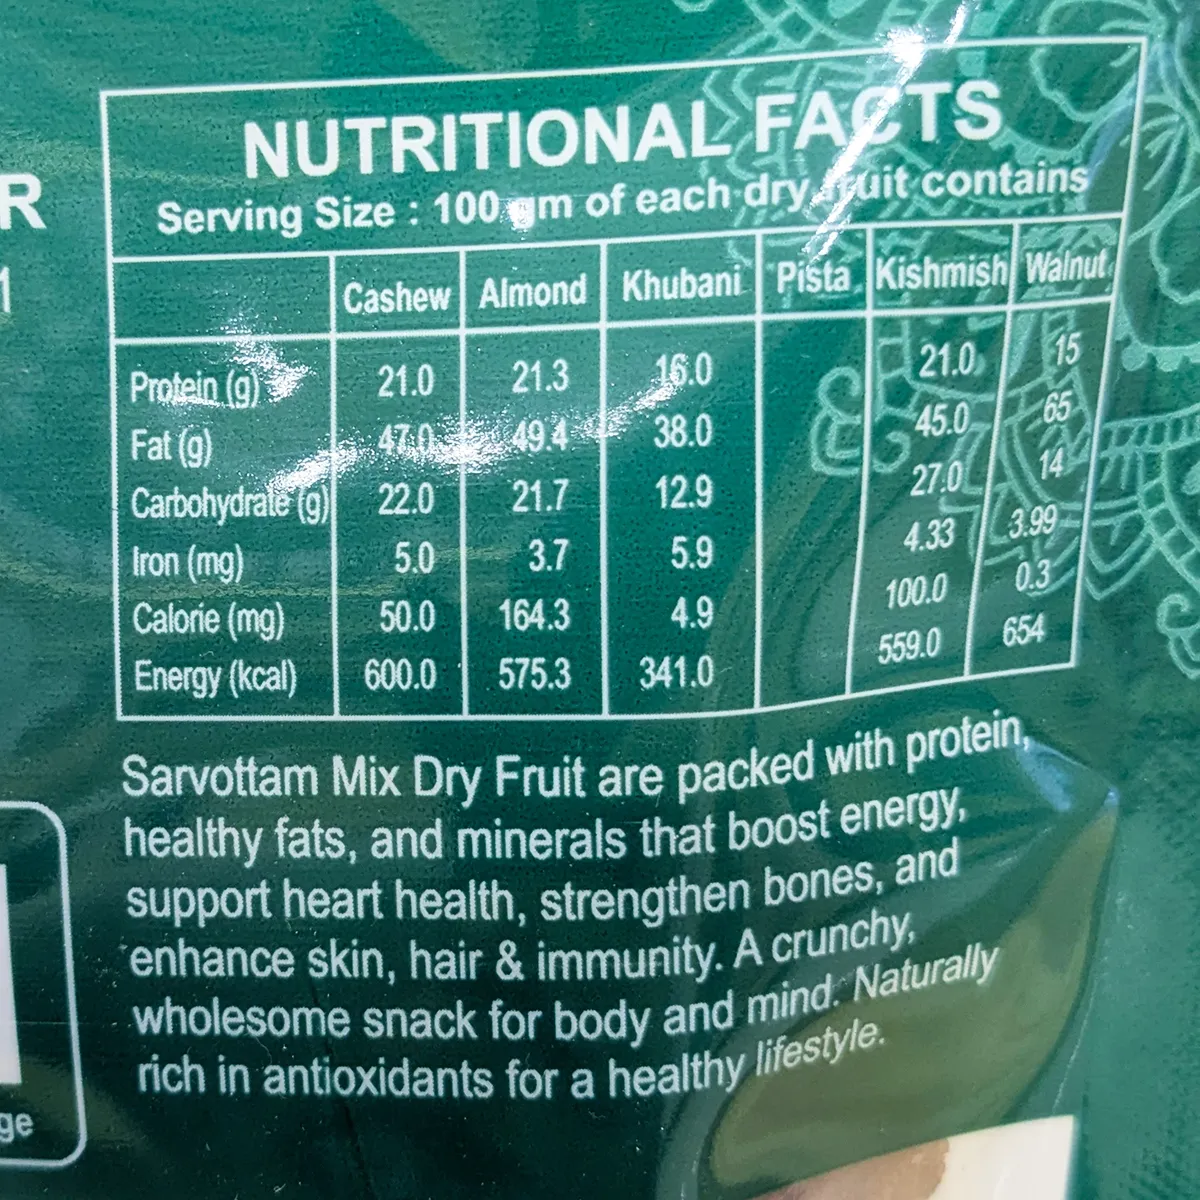 R
1
NUTRITIONAL FACTS
Serving Size : 100 gm of each dry fruit contains
Cashew Almond Khubani Pista Kishmish Walnut
Protein (g) 21.0 21.3 16.0 21.0 15
Fat (g) 47.0 49.4 38.0 45.0 65
Carbohydrate (g) 22.0 21.7 12.9 27.0 14
Iron (mg) 5.0 3.7 5.9 4.33 3.99
Calorie (mg) 50.0 164.3 4.9 100.0 0.3
Energy (kcal) 600.0 575.3 341.0 559.0 654
Sarvottam Mix Dry Fruit are packed with protein,
healthy fats, and minerals that boost energy,
support heart health, strengthen bones, and
enhance skin, hair & immunity. A crunchy,
wholesome snack for body and mind. Naturally
rich in antioxidants for a healthy lifestyle.
ge